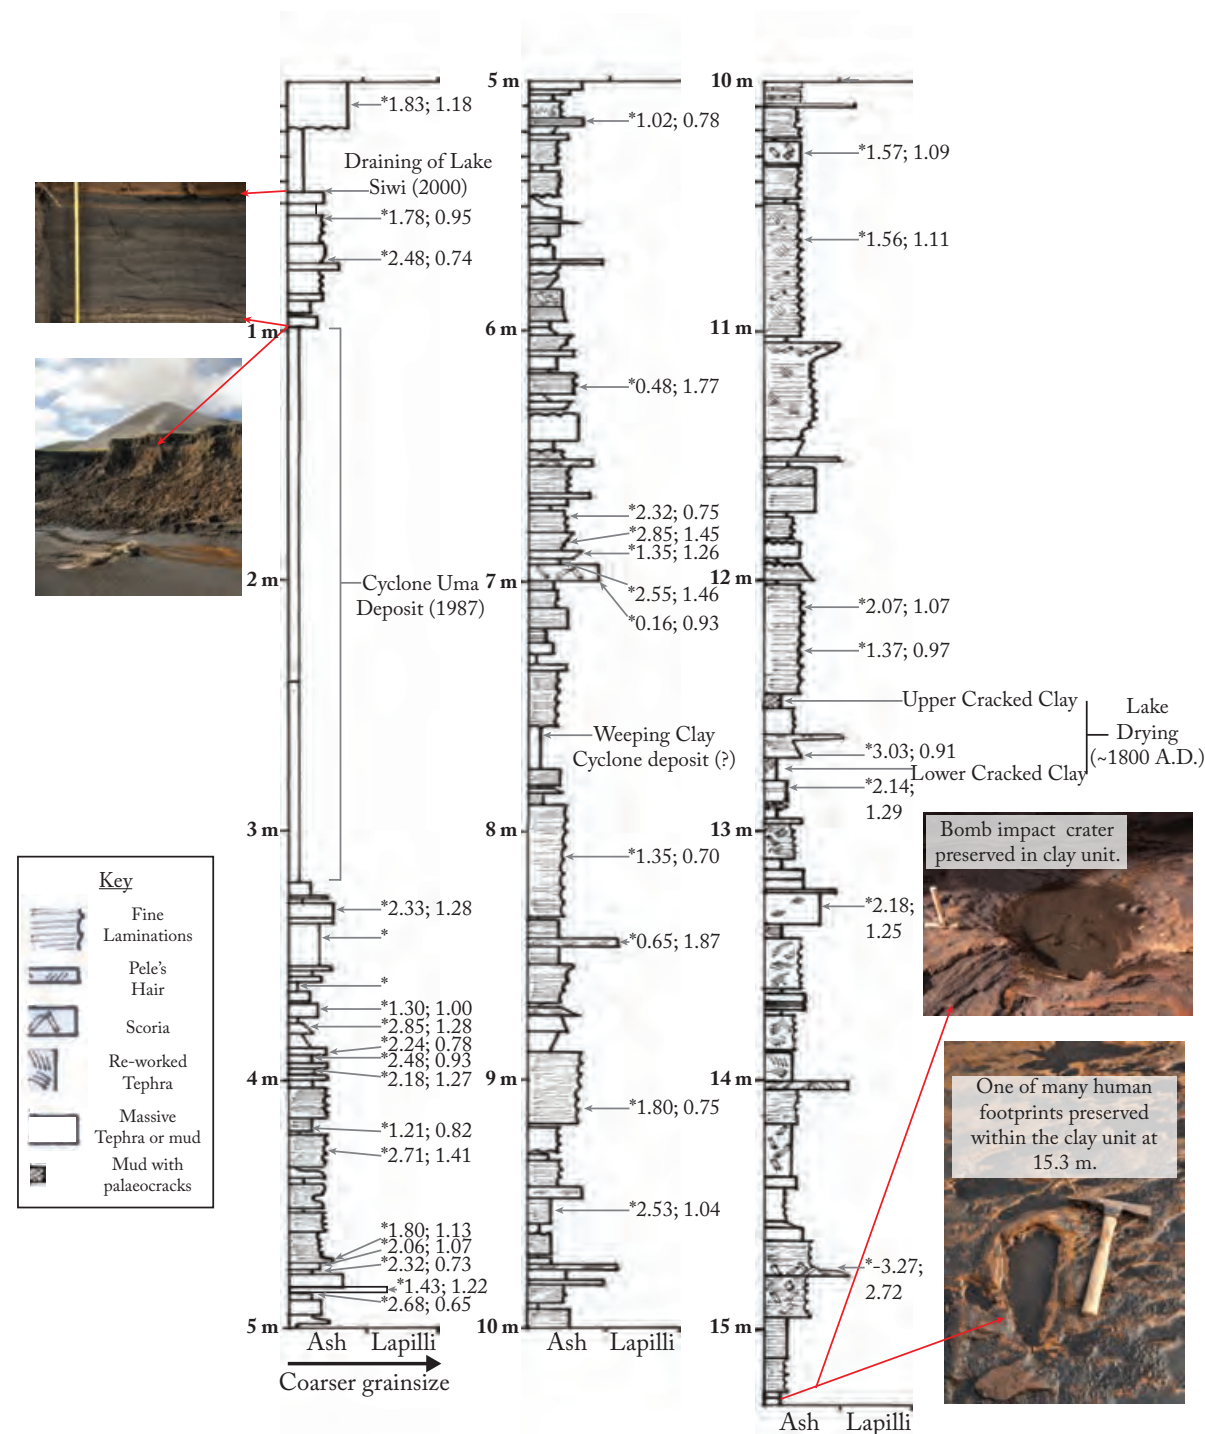 *1.83; 1.18
Draining of Lake
Siwi (2000)
*1.78; 0.95
*2.48; 0.74
1 m
2 m
Cyclone Uma
Deposit (1987)
3 m
*2.33; 1.28
*
*
*1.30; 1.00
*2.85; 1.28
*2.24; 0.78
*2.48; 0.93
4 m
*2.18; 1.27
*1.21; 0.82
*2.71; 1.41
*1.80; 1.13
*2.06; 1.07
*2.32; 0.73
*1.43; 1.22
*2.68; 0.65
5 m
Ash Lapilli
Coarser grainsize
Key
Fine
Laminations
Pele's
Hair
Scoria
Re-worked
Tephra
Massive
Tephra or mud
Mud with
palaeocracks
5 m
*1.02; 0.78
6 m
*0.48; 1.77
*2.32; 0.75
*2.85; 1.45
*1.35; 1.26
7 m
*2.55; 1.46
*0.16; 0.93
Weeping Clay
Cyclone deposit (?)
8 m
*1.35; 0.70
*0.65; 1.87
9 m
*1.80; 0.75
*2.53; 1.04
10 m
Ash Lapilli
10 m
*1.57; 1.09
*1.56; 1.11
11 m
12 m
*2.07; 1.07
*1.37; 0.97
Upper Cracked Clay
*3.03; 0.91
Lower Cracked Clay
Lake
Drying
(~1800 A.D.)
*2.14;
1.29
13 m
Bomb impact crater
preserved in clay unit.
*2.18;
1.25
14 m
One of many human
footprints preserved
within the clay unit at
15.3 m.
*-3.27;
2.72
15 m
Ash Lapilli